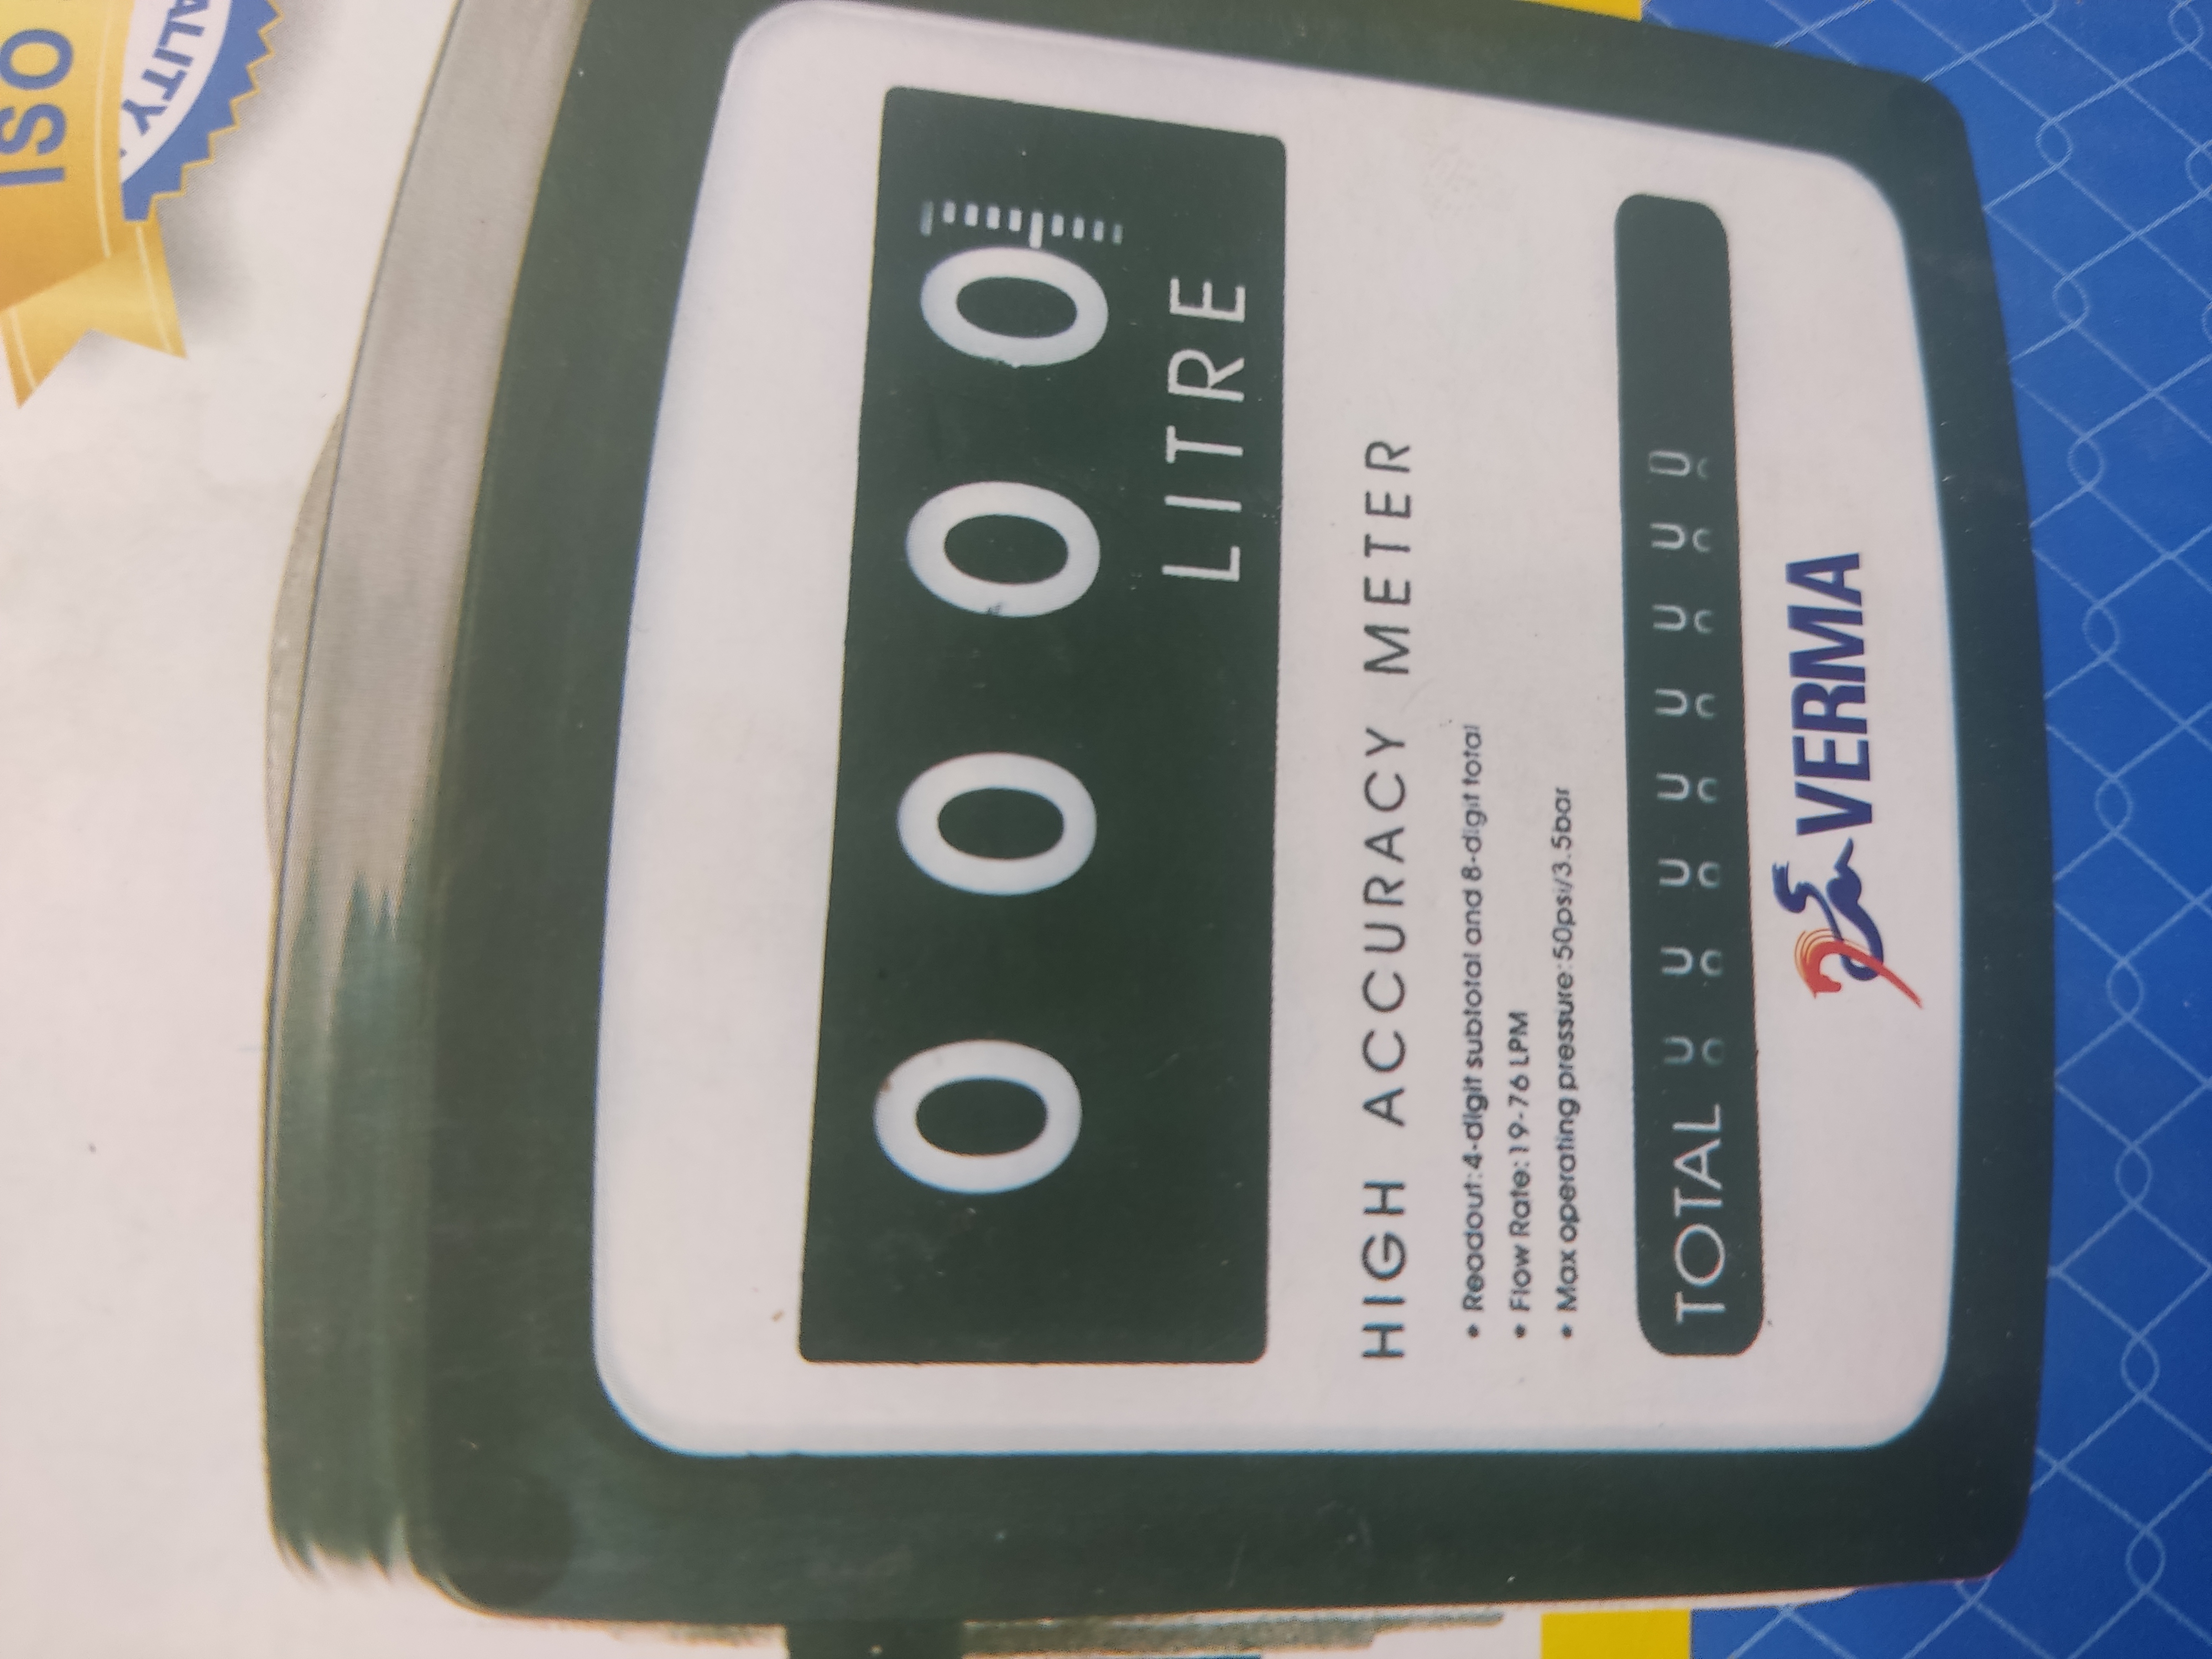 ISO
ALITY
0 0 0 0
LITRE
HIGH ACCURACY METER
• Readout:4-digit subtotal and 8-digit total
• Flow Rate:19-76 LPM
• Max operating pressure:50psi/3.5bar
TOTAL
VERMA